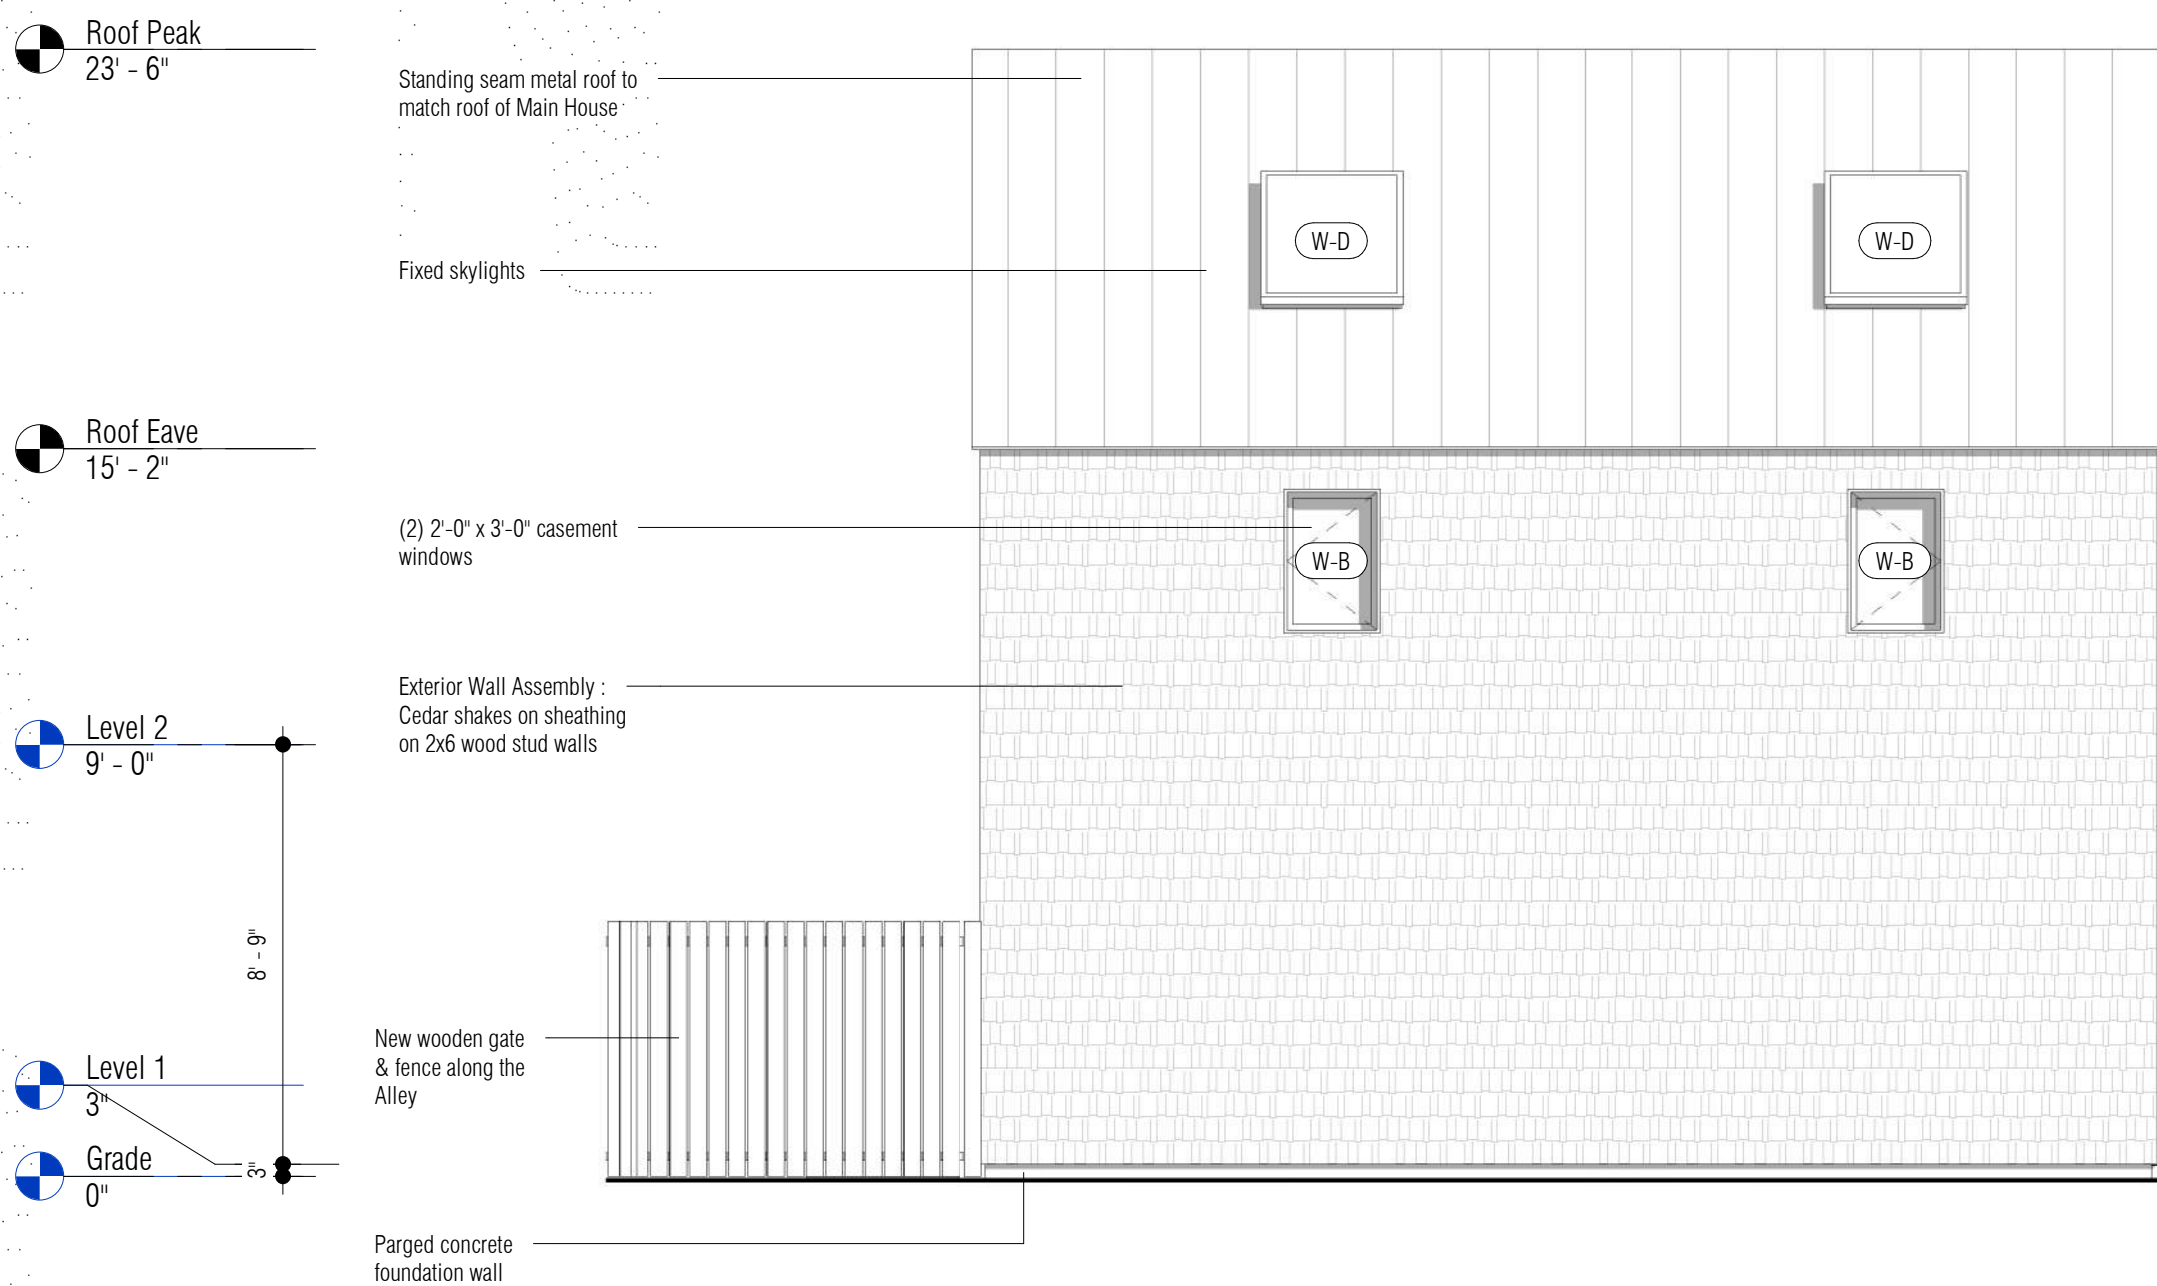 Roof Peak
23' - 6"
Standing seam metal roof to
match roof of Main House
W-D
W-D
Fixed skylights
Roof Eave
15' - 2"
(2) 2'-0" x 3'-0" casement
windows
W-B
W-B
Exterior Wall Assembly :
Cedar shakes on sheathing
on 2x6 wood stud walls
Level 2
9' - 0"
8' - 9"
New wooden gate
& fence along the
Alley
Level 1
3"
Grade
0"
3"
Parged concrete
foundation wall